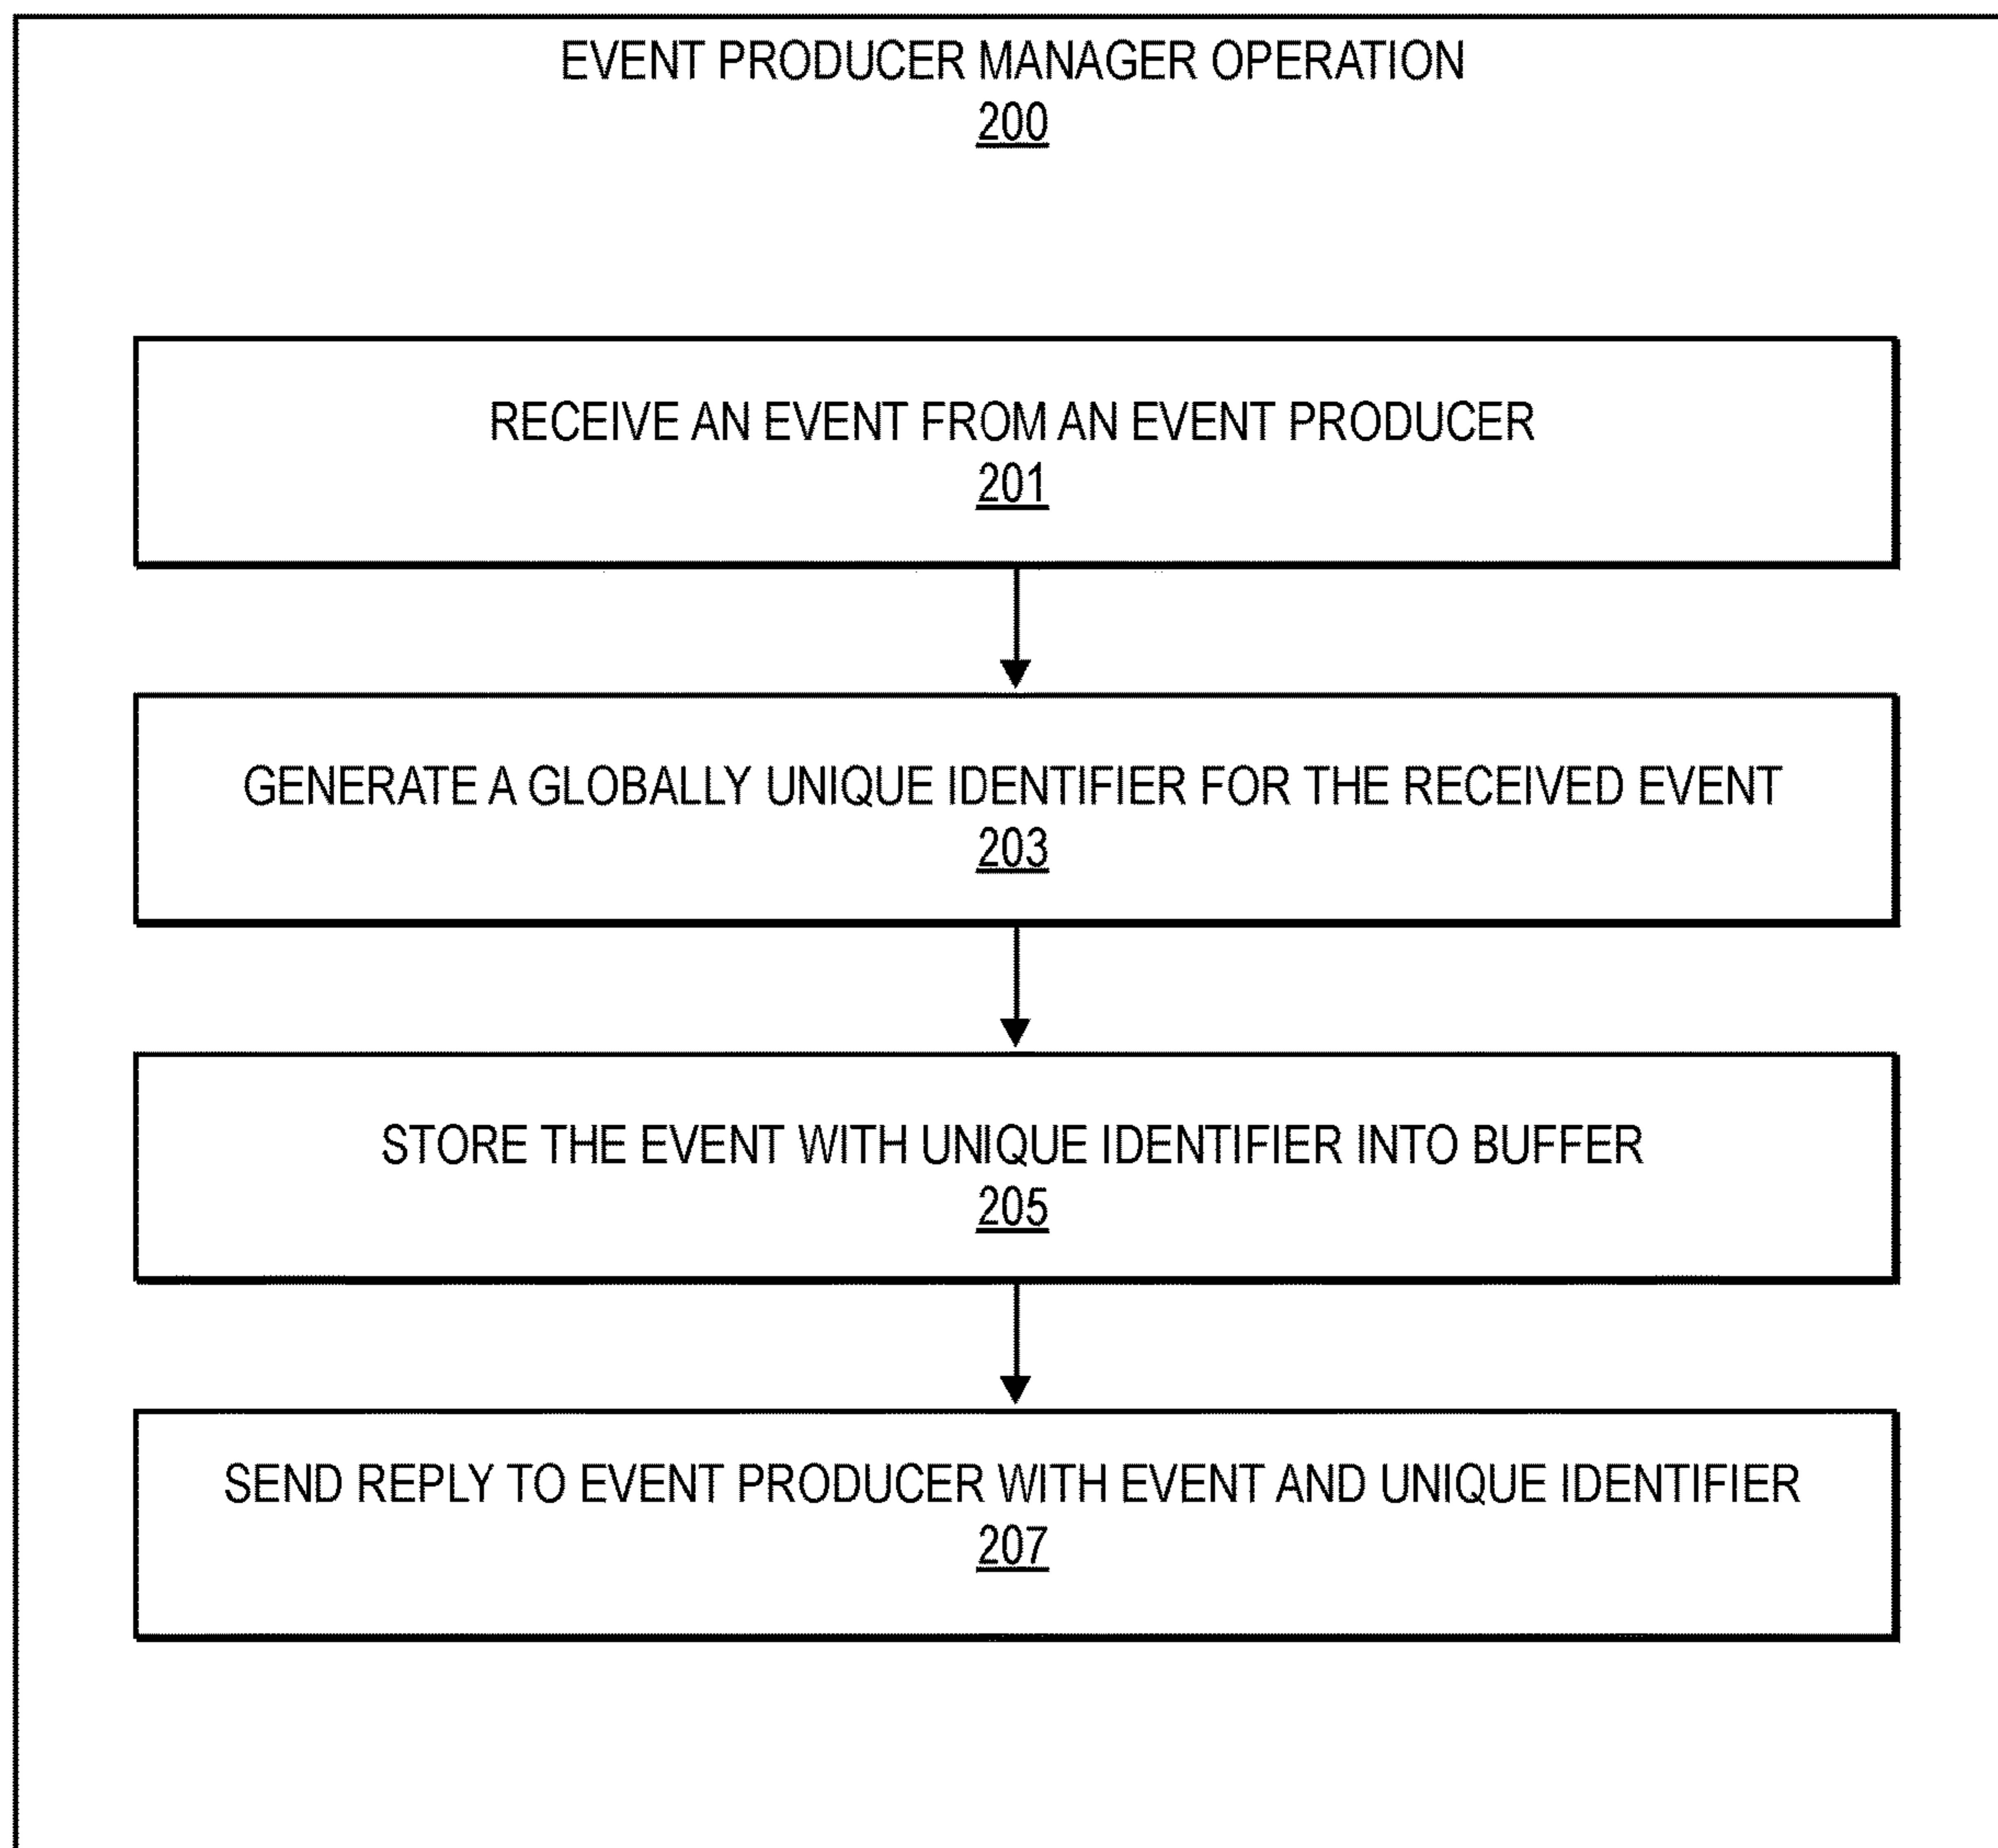 EVENT PRODUCER MANAGER OPERATION
200
RECEIVE AN EVENT FROM AN EVENT PRODUCER
201
GENERATE A GLOBALLY UNIQUE IDENTIFIER FOR THE RECEIVED EVENT
203
STORE THE EVENT WITH UNIQUE IDENTIFIER INTO BUFFER
205
SEND REPLY TO EVENT PRODUCER WITH EVENT AND UNIQUE IDENTIFIER
207